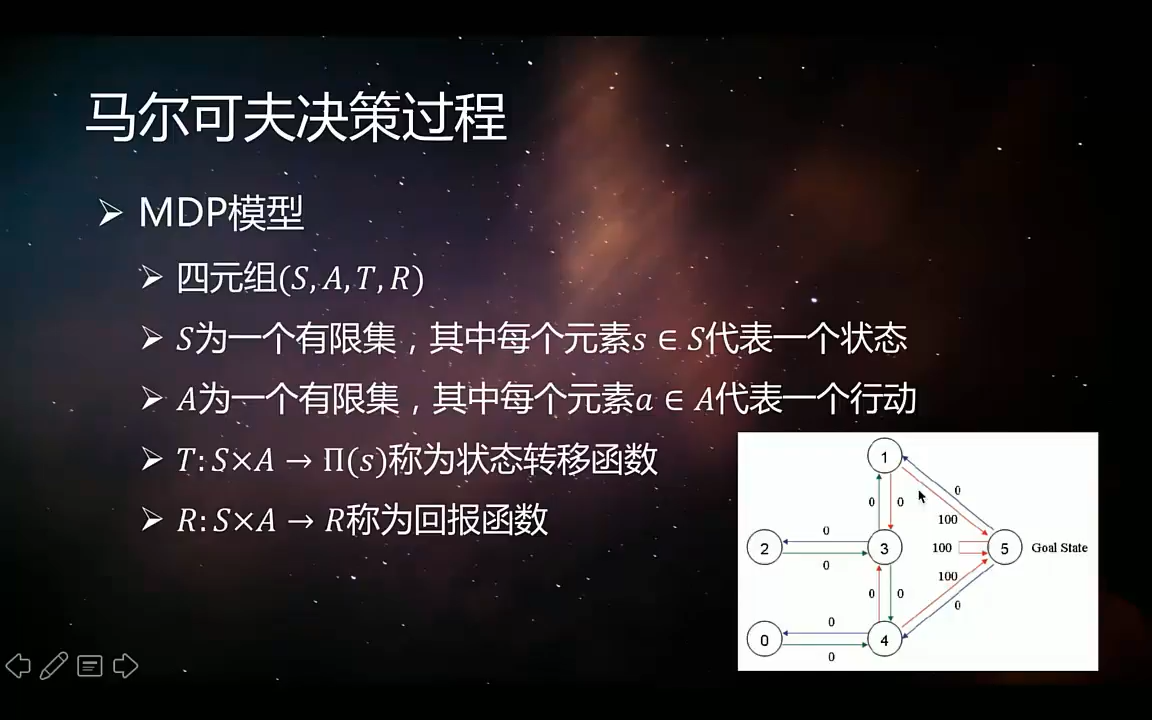 马尔可夫决策过程
MDP模型
四元组(S, A, T, R)
S为一个有限集，其中每个元素s ∈ S代表一个状态
A为一个有限集，其中每个元素a ∈ A代表一个行动
T: S×A → Π(s)称为状态转移函数
R: S×A → R称为回报函数
1
0
0 0
100
0
2 3 100 5 Goal State
0
100
0 0
0
0
0 4
0